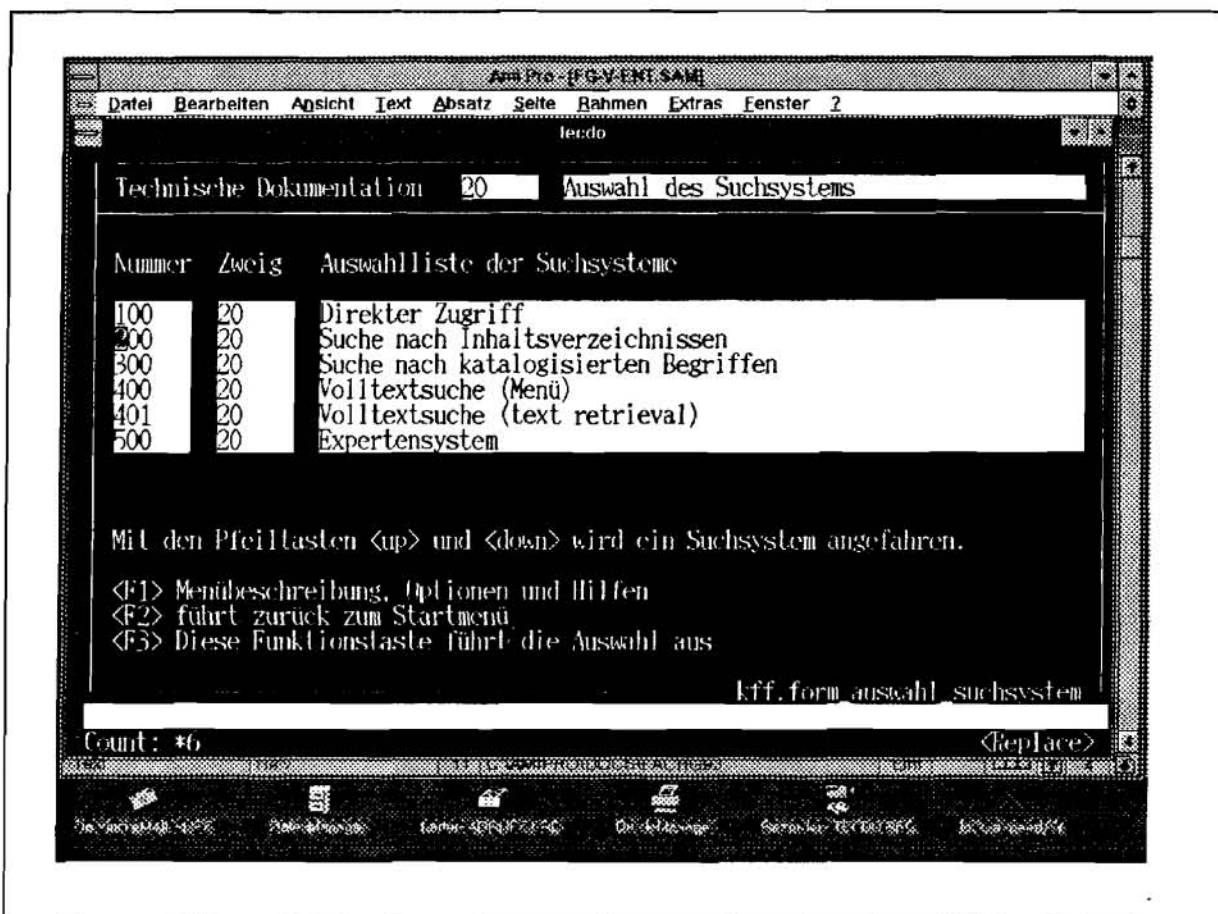 Ami Pro - [FG-V-ENT.SAM]
Datei Bearbeiten Ansicht Text Absatz Seite Rahmen Extras Fenster ?
tecdo
Technische Dokumentation 20 Auswahl des Suchsystems
Nummer Zweig Auswahlliste der Suchsysteme
100 20 Direkter Zugriff
200 20 Suche nach Inhaltsverzeichnissen
300 20 Suche nach katalogisierten Begriffen
400 20 Volltextsuche (Menü)
401 20 Volltextsuche (text retrieval)
500 20 Expertensystem
Mit den Pfeiltasten <up> und <down> wird ein Suchsystem angefahren.
<F1> Menübeschreibung, Optionen und Hilfen
<F2> führt zurück zum Startmenü
<F3> Diese Funktionstaste führt die Auswahl aus
kff.form auswahl suchsystem
Count: *6 <Replace>